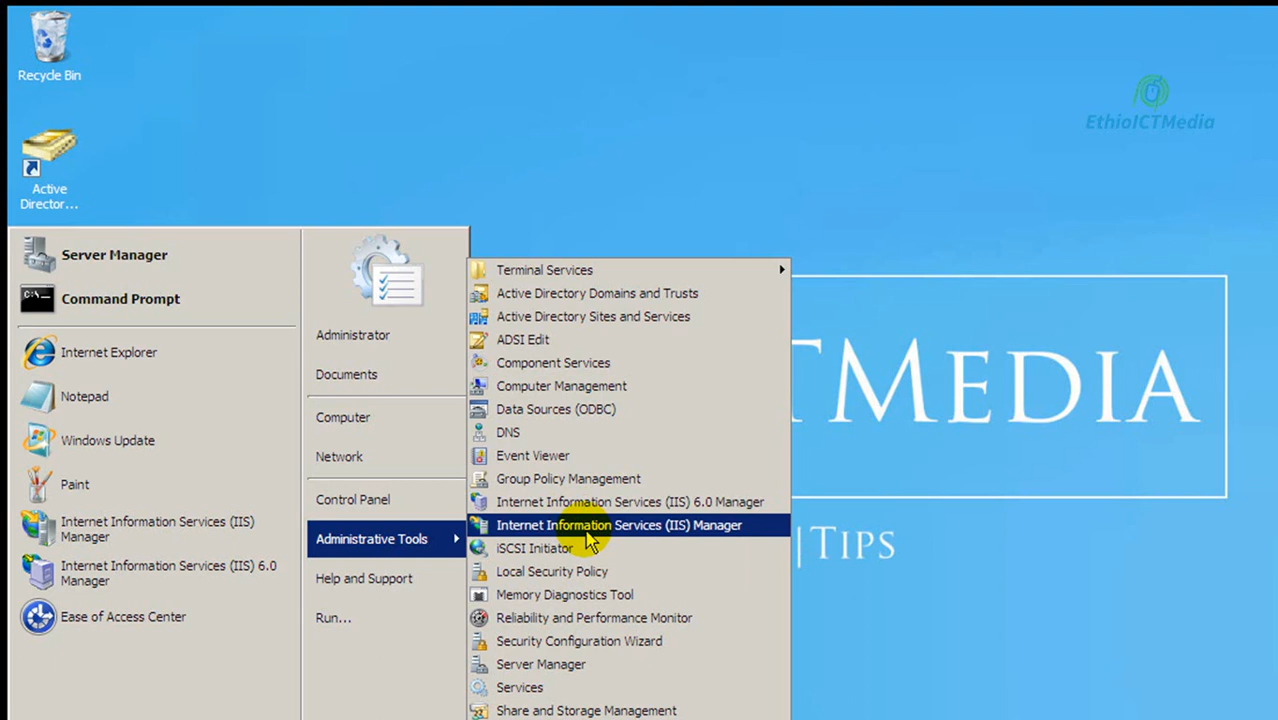 Recycle Bin
Active
Director...
EthioICTMedia
Server Manager
Command Prompt
Internet Explorer
Notepad
Windows Update
Paint
Internet Information Services (IIS)
Manager
Internet Information Services (IIS) 6.0
Manager
Ease of Access Center
Administrator
Documents
Computer
Network
Control Panel
Administrative Tools
Help and Support
Run...
Terminal Services
Active Directory Domains and Trusts
Active Directory Sites and Services
ADSI Edit
Component Services
Computer Management
Data Sources (ODBC)
DNS
Event Viewer
Group Policy Management
Internet Information Services (IIS) 6.0 Manager
Internet Information Services (IIS) Manager
iSCSI Initiator
Local Security Policy
Memory Diagnostics Tool
Reliability and Performance Monitor
Security Configuration Wizard
Server Manager
Services
Share and Storage Management
TMedia
|Tips